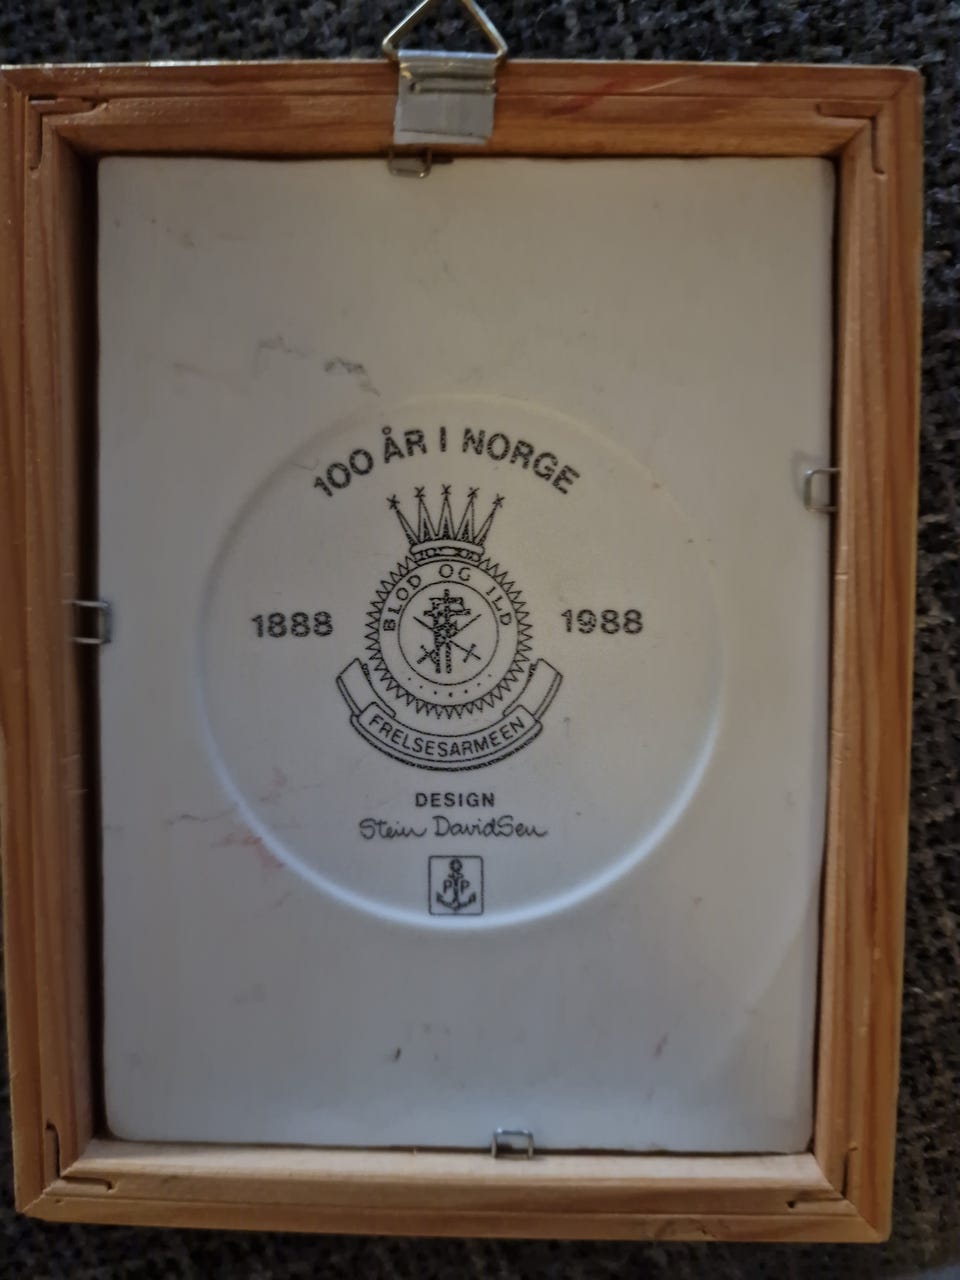 100 ÅR I NORGE
BLOD OG ILD
1888 1988
FRELSESARMEEN
DESIGN
Stein Davidsen
P P